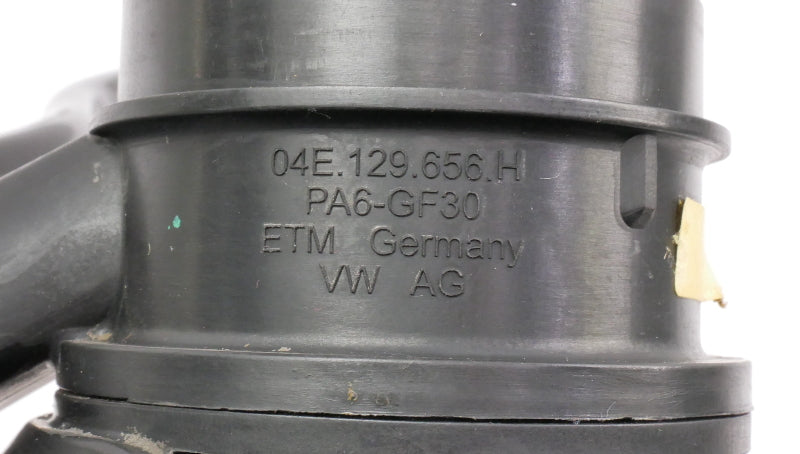 04E.129.656.H
PA6-GF30
ETM Germany
VW AG